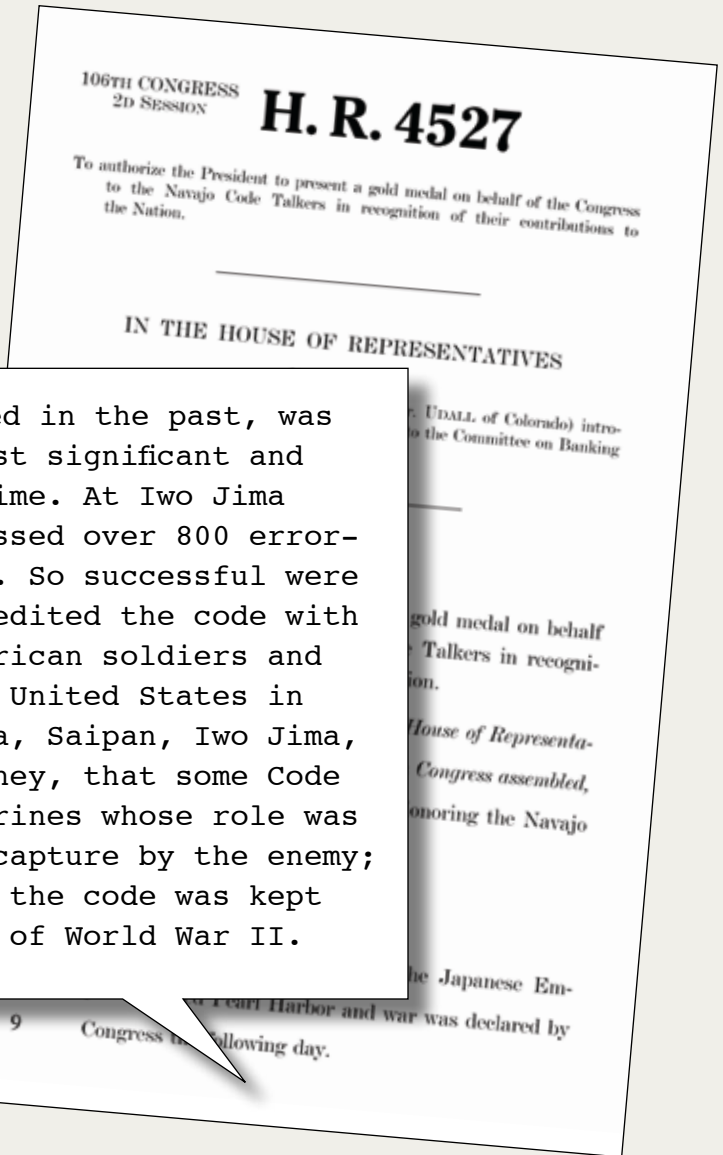 106TH CONGRESS
2D SESSION
H. R. 4527
To authorize the President to present a gold medal on behalf of the Congress
to the Navajo Code Talkers in recognition of their contributions to
the Nation.
IN THE HOUSE OF REPRESENTATIVES
UDALL of Colorado) intro-
the Committee on Banking
gold medal on behalf
Talkers in recogni-
House of Representa-
Congress assembled,
the Navajo
ed in the past, was
st significant and
ime. At Iwo Jima
ssed over 800 error-
. So successful were
edited the code with
rican soldiers and
United States in
a, Saipan, Iwo Jima,
hey, that some Code
rines whose role was
capture by the enemy;
the code was kept
of World War II.
Japanese Em-
Pearl Harbor and war was declared by
9 Congress following day.